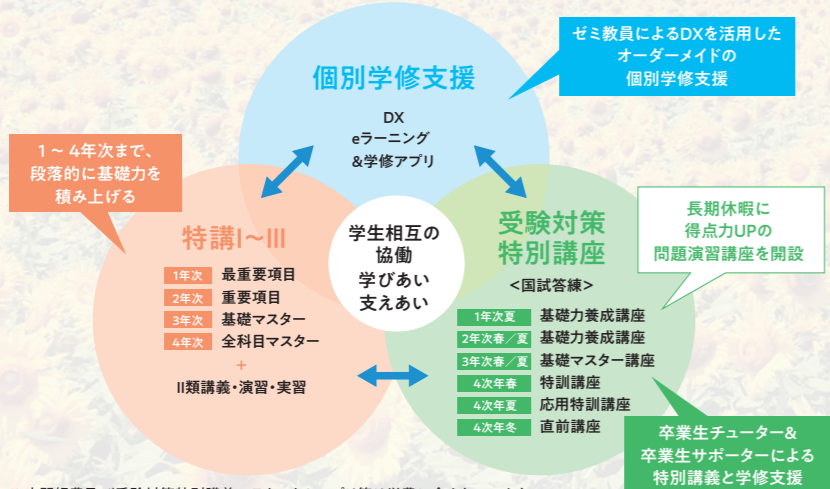 ゼミ教員によるDXを活用した
オーダーメイドの
個別学修支援
個別学修支援
DX
eラーニング
&学修アプリ
1～4年次まで、
段落的に基礎力を
積み上げる
特講I～III
1年次 最重要項目
2年次 重要項目
3年次 基礎マスター
4年次 全科目マスター
+
II類講義・演習・実習
学生相互の
協働
学びあい
支えあい
受験対策
特別講座
<国試答練>
1年次夏 基礎力養成講座
2年次春／夏 基礎力養成講座
3年次春／夏 基礎マスター講座
4次年春 特訓講座
4次年夏 応用特訓講座
4次年冬 直前講座
長期休暇に
得点力UPの
問題演習講座を開設
卒業生チューター&
卒業生サポーターによる
特別講義と学修支援